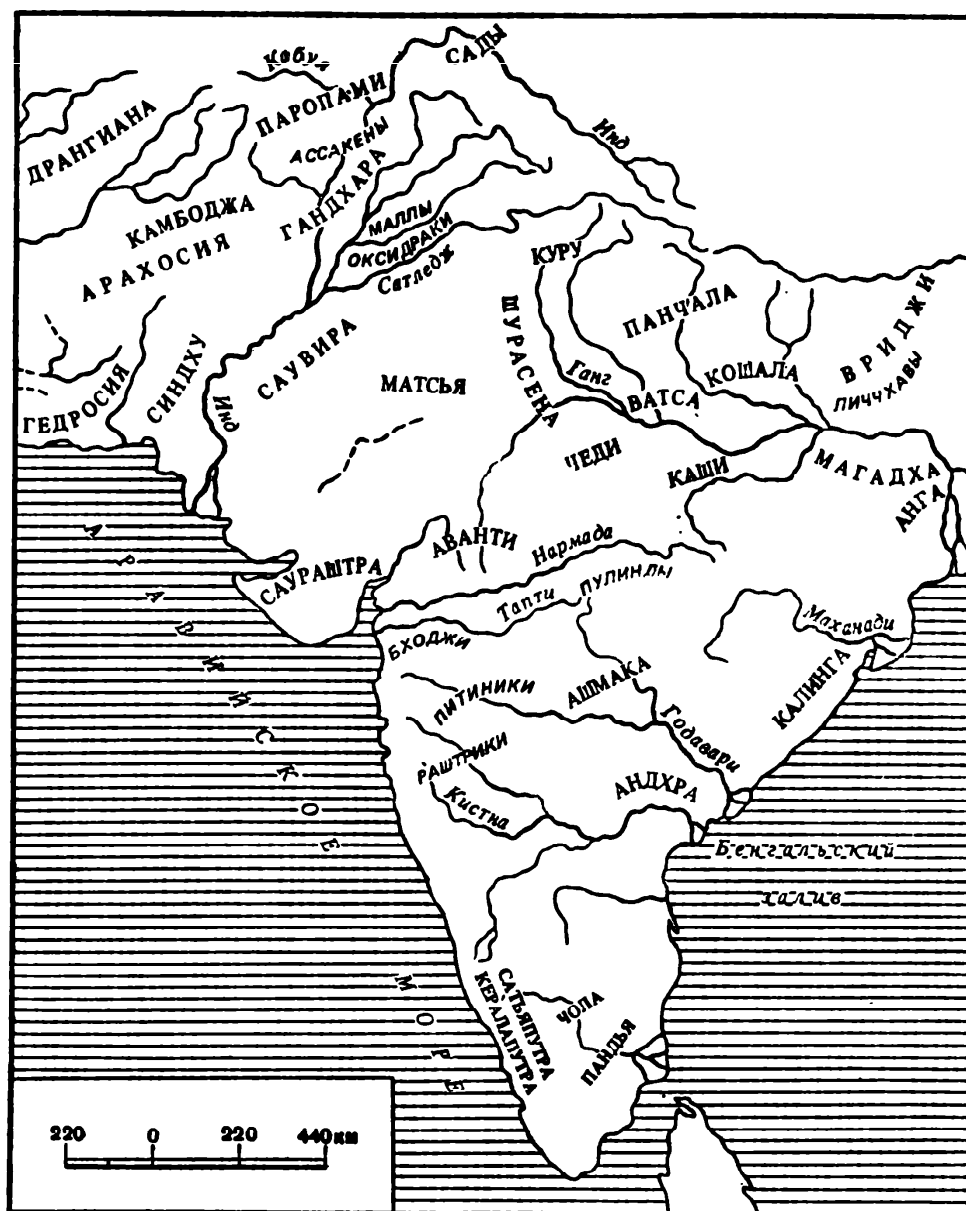 Кабул
САДЫ
ДРАНГИАНА
ПАРОПАМИ
АССАКЕНЫ
Инд
КАМБОДЖА
ГАНДХАРА
МАЛЛЫ
АРАХОСИЯ
ОКСИДРАКИ
Сатледж
КУРУ
ПАНЧАЛА
ВРИДЖИ
ШУРАСЕНА
САУВИРА
СИНДХУ
ГЕДРОСИЯ
Инд
МАТСЬЯ
Ганг
ВАТСА
КОШАЛА
ЛИЧЧХАВЫ
ЧЕДИ
КАШИ
МАГАДХА
АНГА
АВАНТИ
Нармада
САУРАШТРА
Тапти
ПУЛИНДЫ
Маханади
БХОДЖИ
ПИТИНИКИ
АШМАКА
КАЛИНГА
Годавари
РАШТРИКИ
Кистна
АНДХРА
Бенгальский
залив
АРАВИЙСКОЕ МОРЕ
САТЬЯПУТРА
КЕРАЛАПУТРА
ЧОЛА
ПАНДЬЯ
220 0 220 440км